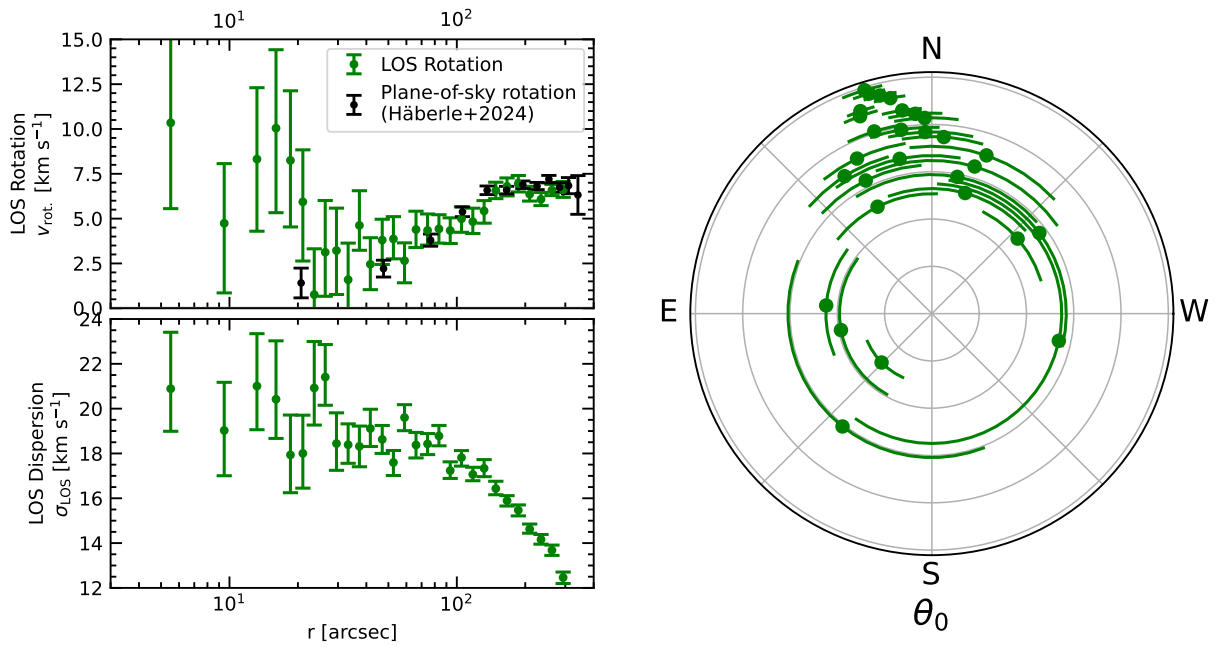 10¹ 10²
15.0
12.5
10.0
7.5
5.0
2.5
0.0
LOS Rotation
v_rot. [km s⁻¹]
LOS Rotation
Plane-of-sky rotation
(Häberle+2024)
24
22
20
18
16
14
12
LOS Dispersion
σ_LOS [km s⁻¹]
10¹ 10²
r [arcsec]
N
E W
S
θ₀